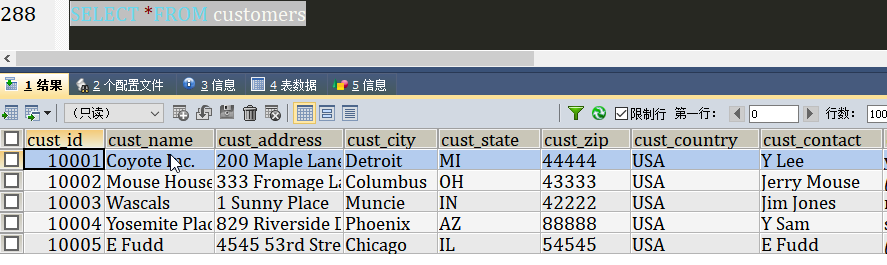 288 SELECT *FROM customers
1 结果 2 个配置文件 3 信息 4 表数据 5 信息
（只读） 限制行 第一行： 0 行数： 100
cust_id cust_name cust_address cust_city cust_state cust_zip cust_country cust_contact
10001 Coyote Inc. 200 Maple Lane Detroit MI 44444 USA Y Lee
10002 Mouse House 333 Fromage La Columbus OH 43333 USA Jerry Mouse
10003 Wascals 1 Sunny Place Muncie IN 42222 USA Jim Jones
10004 Yosemite Plac 829 Riverside D Phoenix AZ 88888 USA Y Sam
10005 E Fudd 4545 53rd Stre Chicago IL 54545 USA E Fudd